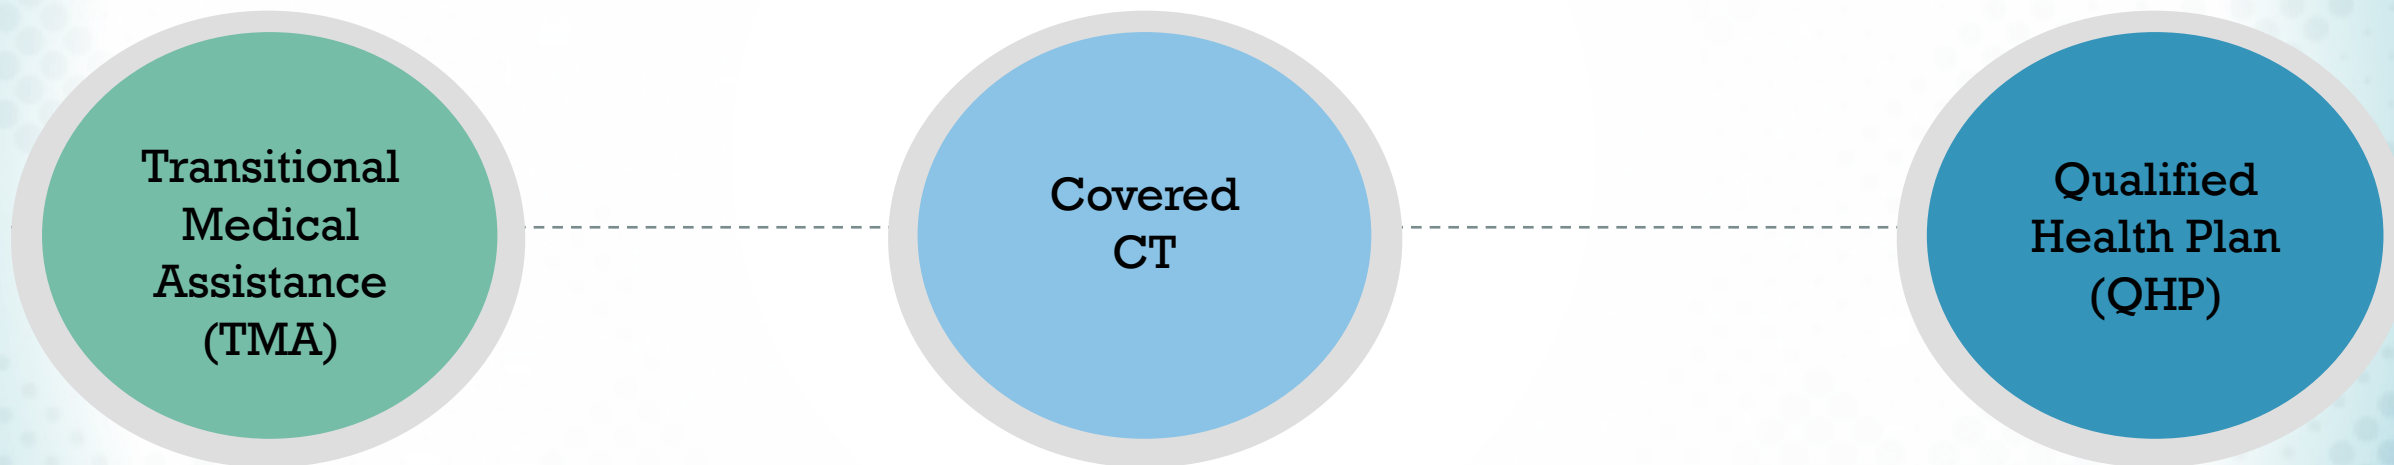 Transitional
Medical
Assistance
(TMA)
Covered
CT
Qualified
Health Plan
(QHP)